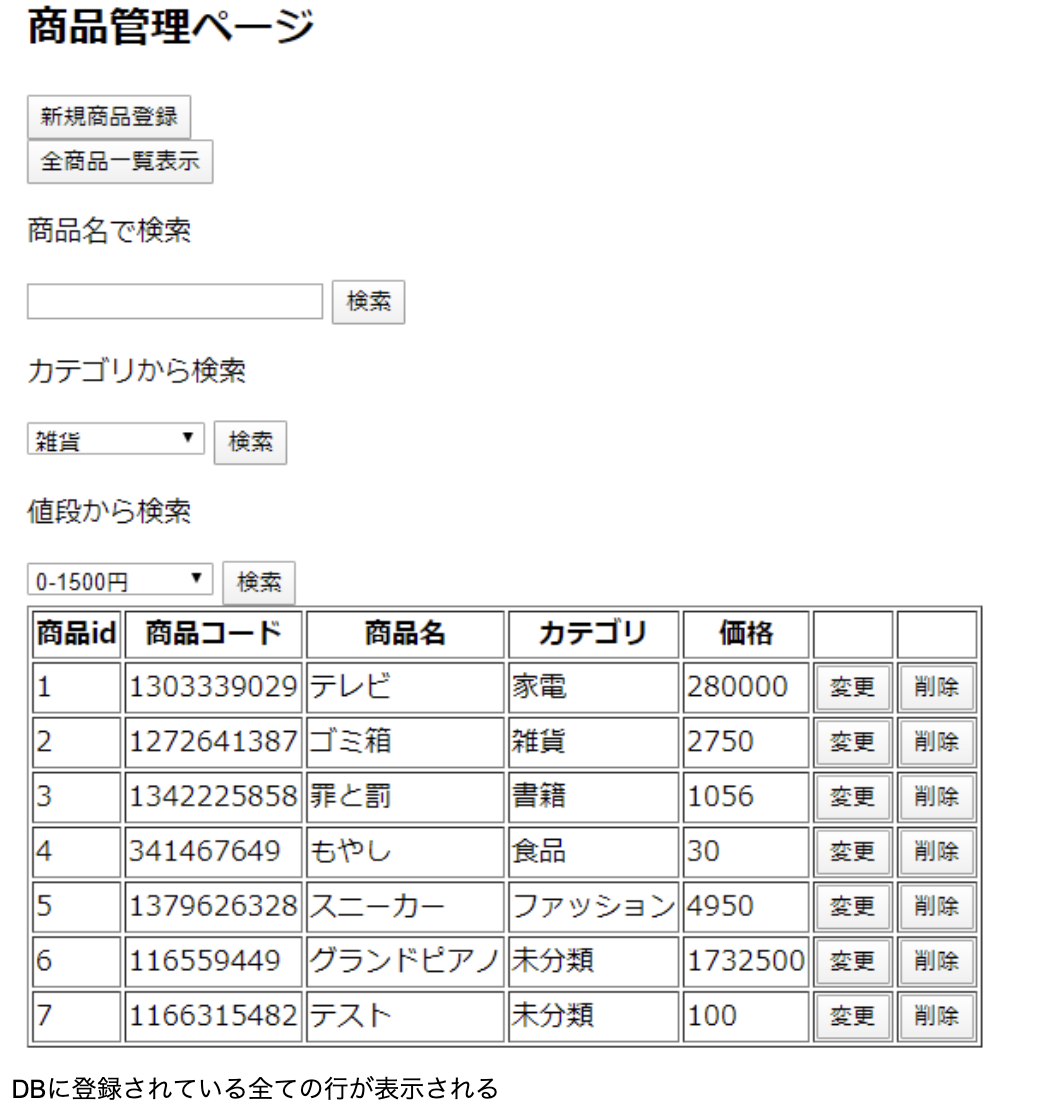 商品管理ページ
新規商品登録
全商品一覧表示
商品名で検索
検索
カテゴリから検索
雑貨 ▼ 検索
値段から検索
0-1500円 ▼ 検索
商品id 商品コード 商品名 カテゴリ 価格
1 1303339029 テレビ 家電 280000 変更 削除
2 1272641387 ゴミ箱 雑貨 2750 変更 削除
3 1342225858 罪と罰 書籍 1056 変更 削除
4 341467649 もやし 食品 30 変更 削除
5 1379626328 スニーカー ファッション 4950 変更 削除
6 116559449 グランドピアノ 未分類 1732500 変更 削除
7 1166315482 テスト 未分類 100 変更 削除
DBに登録されている全ての行が表示される